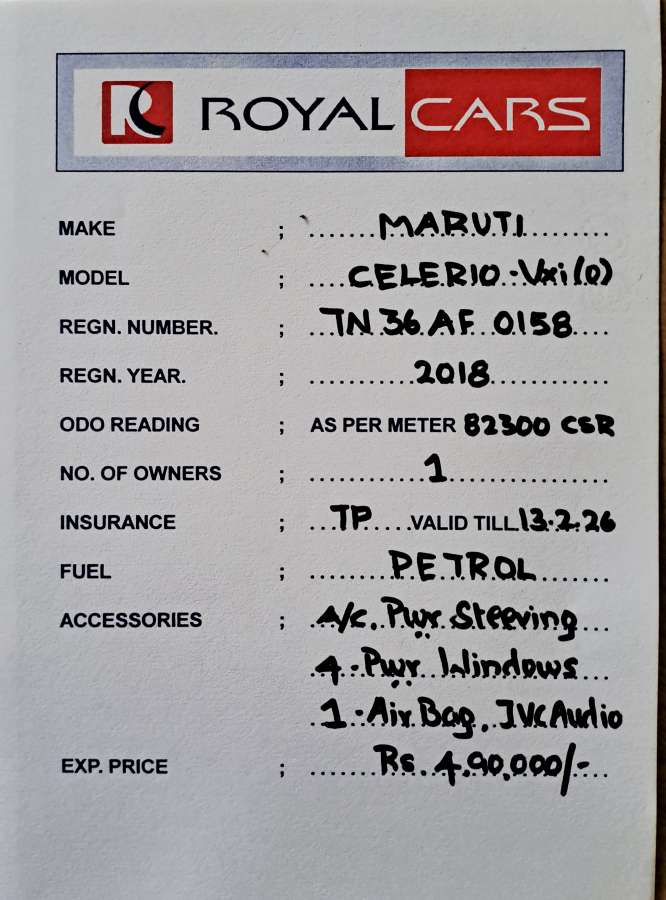 R ROYAL CARS
MAKE ; MARUTI
MODEL ; CELERIO - Vxi (O)
REGN. NUMBER. ; TN 36 AF 0158
REGN. YEAR. ; 2018
ODO READING ; AS PER METER 82300 CSR
NO. OF OWNERS ; 1
INSURANCE ; TP VALID TILL 13.2.26
FUEL ; PETROL
ACCESSORIES ; A/c, Pwr Steering
4 - Pwr Windows
1 - Air Bag, JVC Audio
EXP. PRICE ; Rs. 4,90,000/-